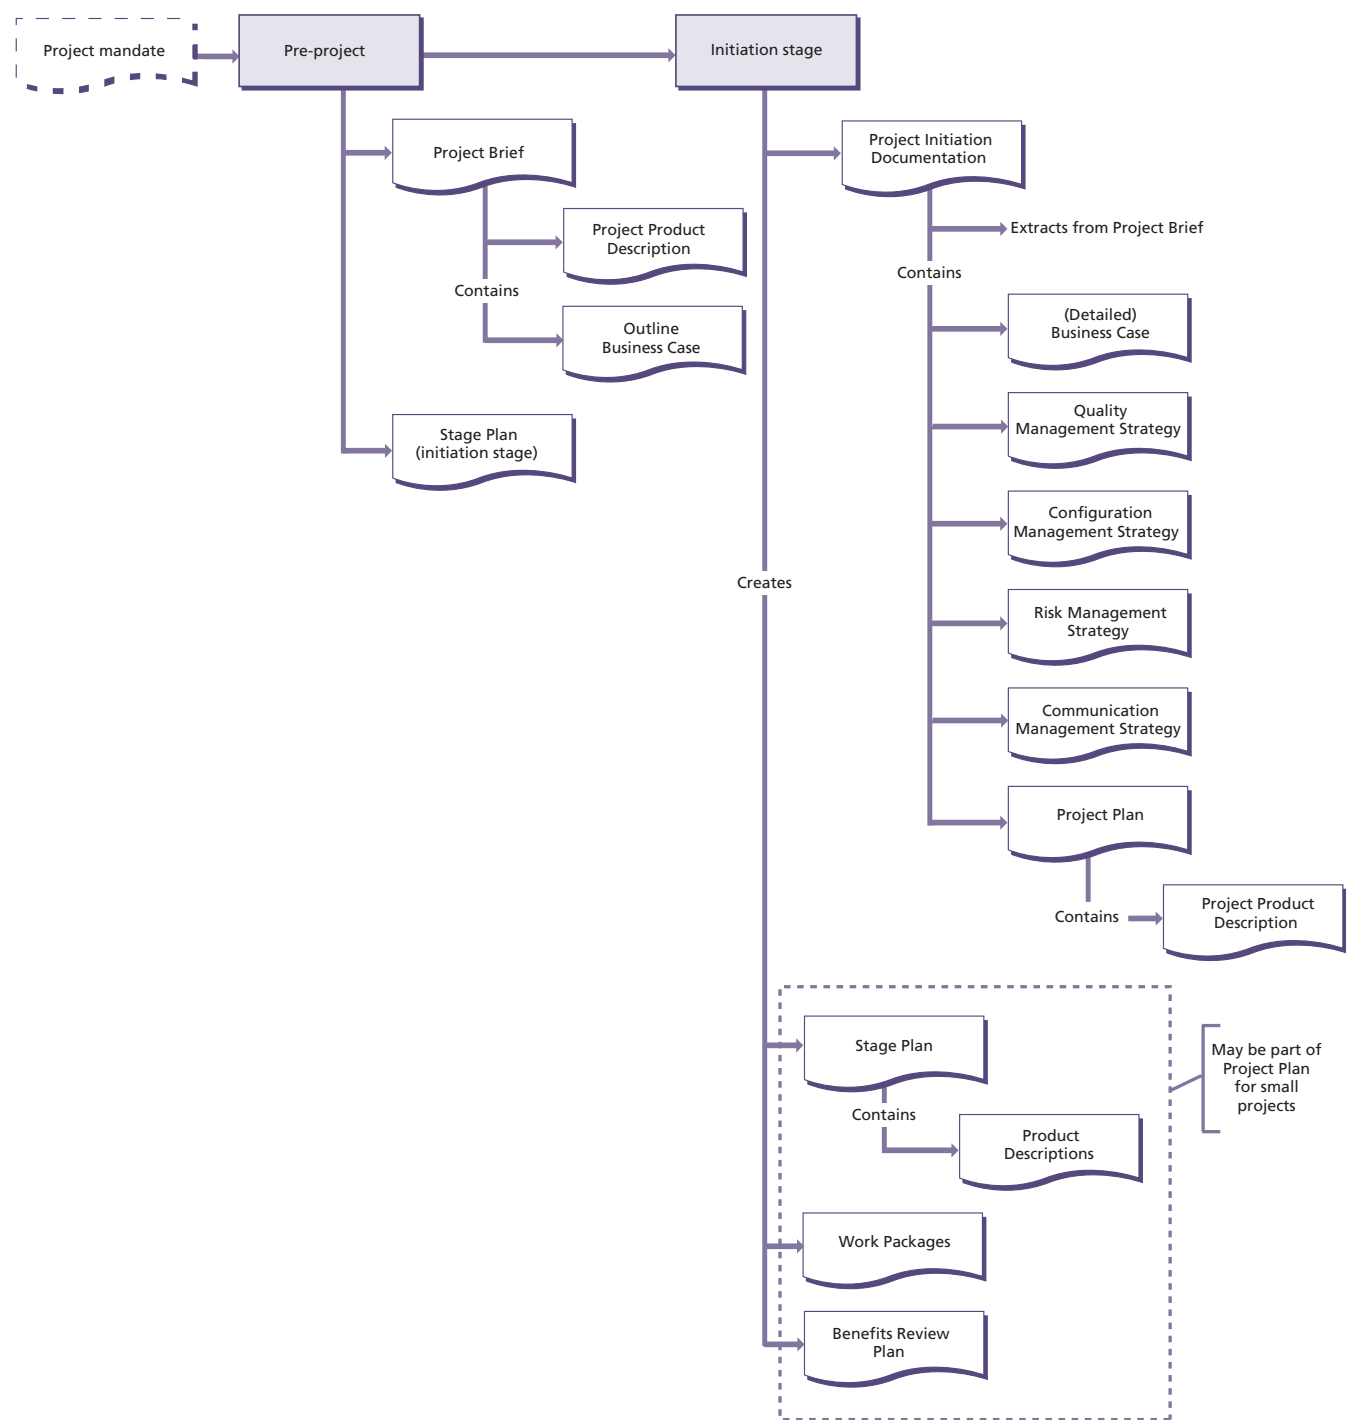 Project mandate
Pre-project
Initiation stage
Project Brief
Project Initiation
Documentation
Project Product
Description
Extracts from Project Brief
Contains
Contains
Outline
Business Case
(Detailed)
Business Case
Stage Plan
(initiation stage)
Quality
Management Strategy
Configuration
Management Strategy
Creates
Risk Management
Strategy
Communication
Management Strategy
Project Plan
Contains
Project Product
Description
Stage Plan
May be part of
Project Plan
for small
projects
Contains
Product
Descriptions
Work Packages
Benefits Review
Plan